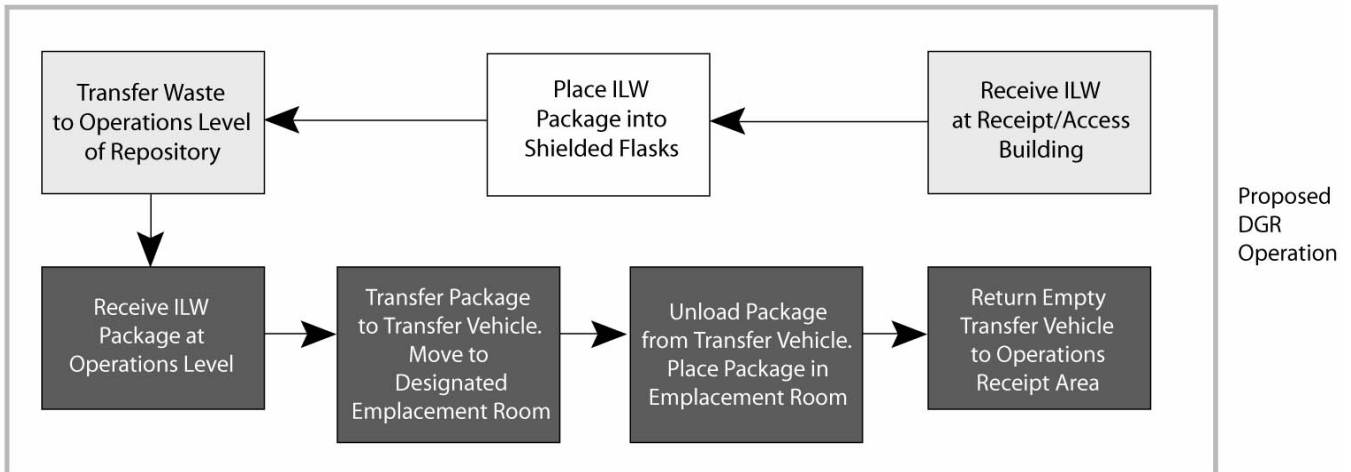 Transfer Waste
to Operations Level
of Repository
Place ILW
Package into
Shielded Flasks
Receive ILW
at Receipt/Access
Building
Receive ILW
Package at
Operations Level
Transfer Package
to Transfer Vehicle.
Move to
Designated
Emplacement Room
Unload Package
from Transfer Vehicle.
Place Package in
Emplacement Room
Return Empty
Transfer Vehicle
to Operations
Receipt Area
Proposed
DGR
Operation